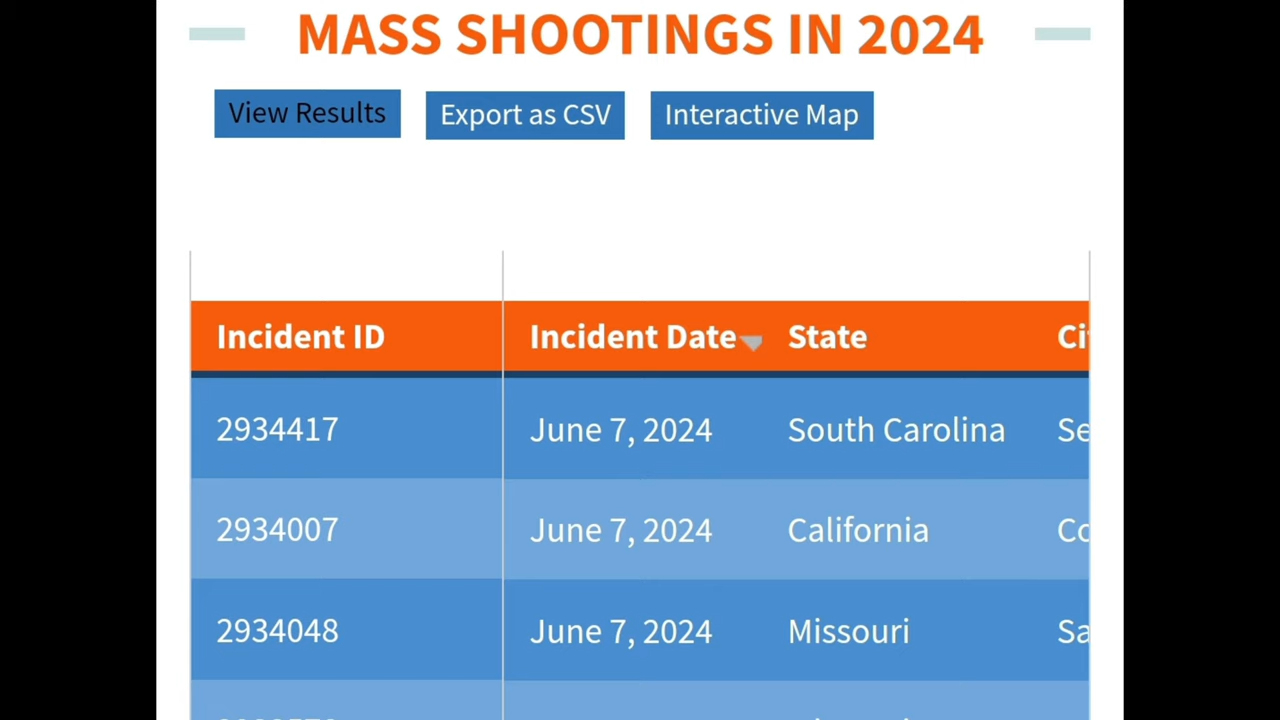 MASS SHOOTINGS IN 2024
View Results Export as CSV Interactive Map
Incident ID Incident Date State
2934417 June 7, 2024 South Carolina
2934007 June 7, 2024 California
2934048 June 7, 2024 Missouri